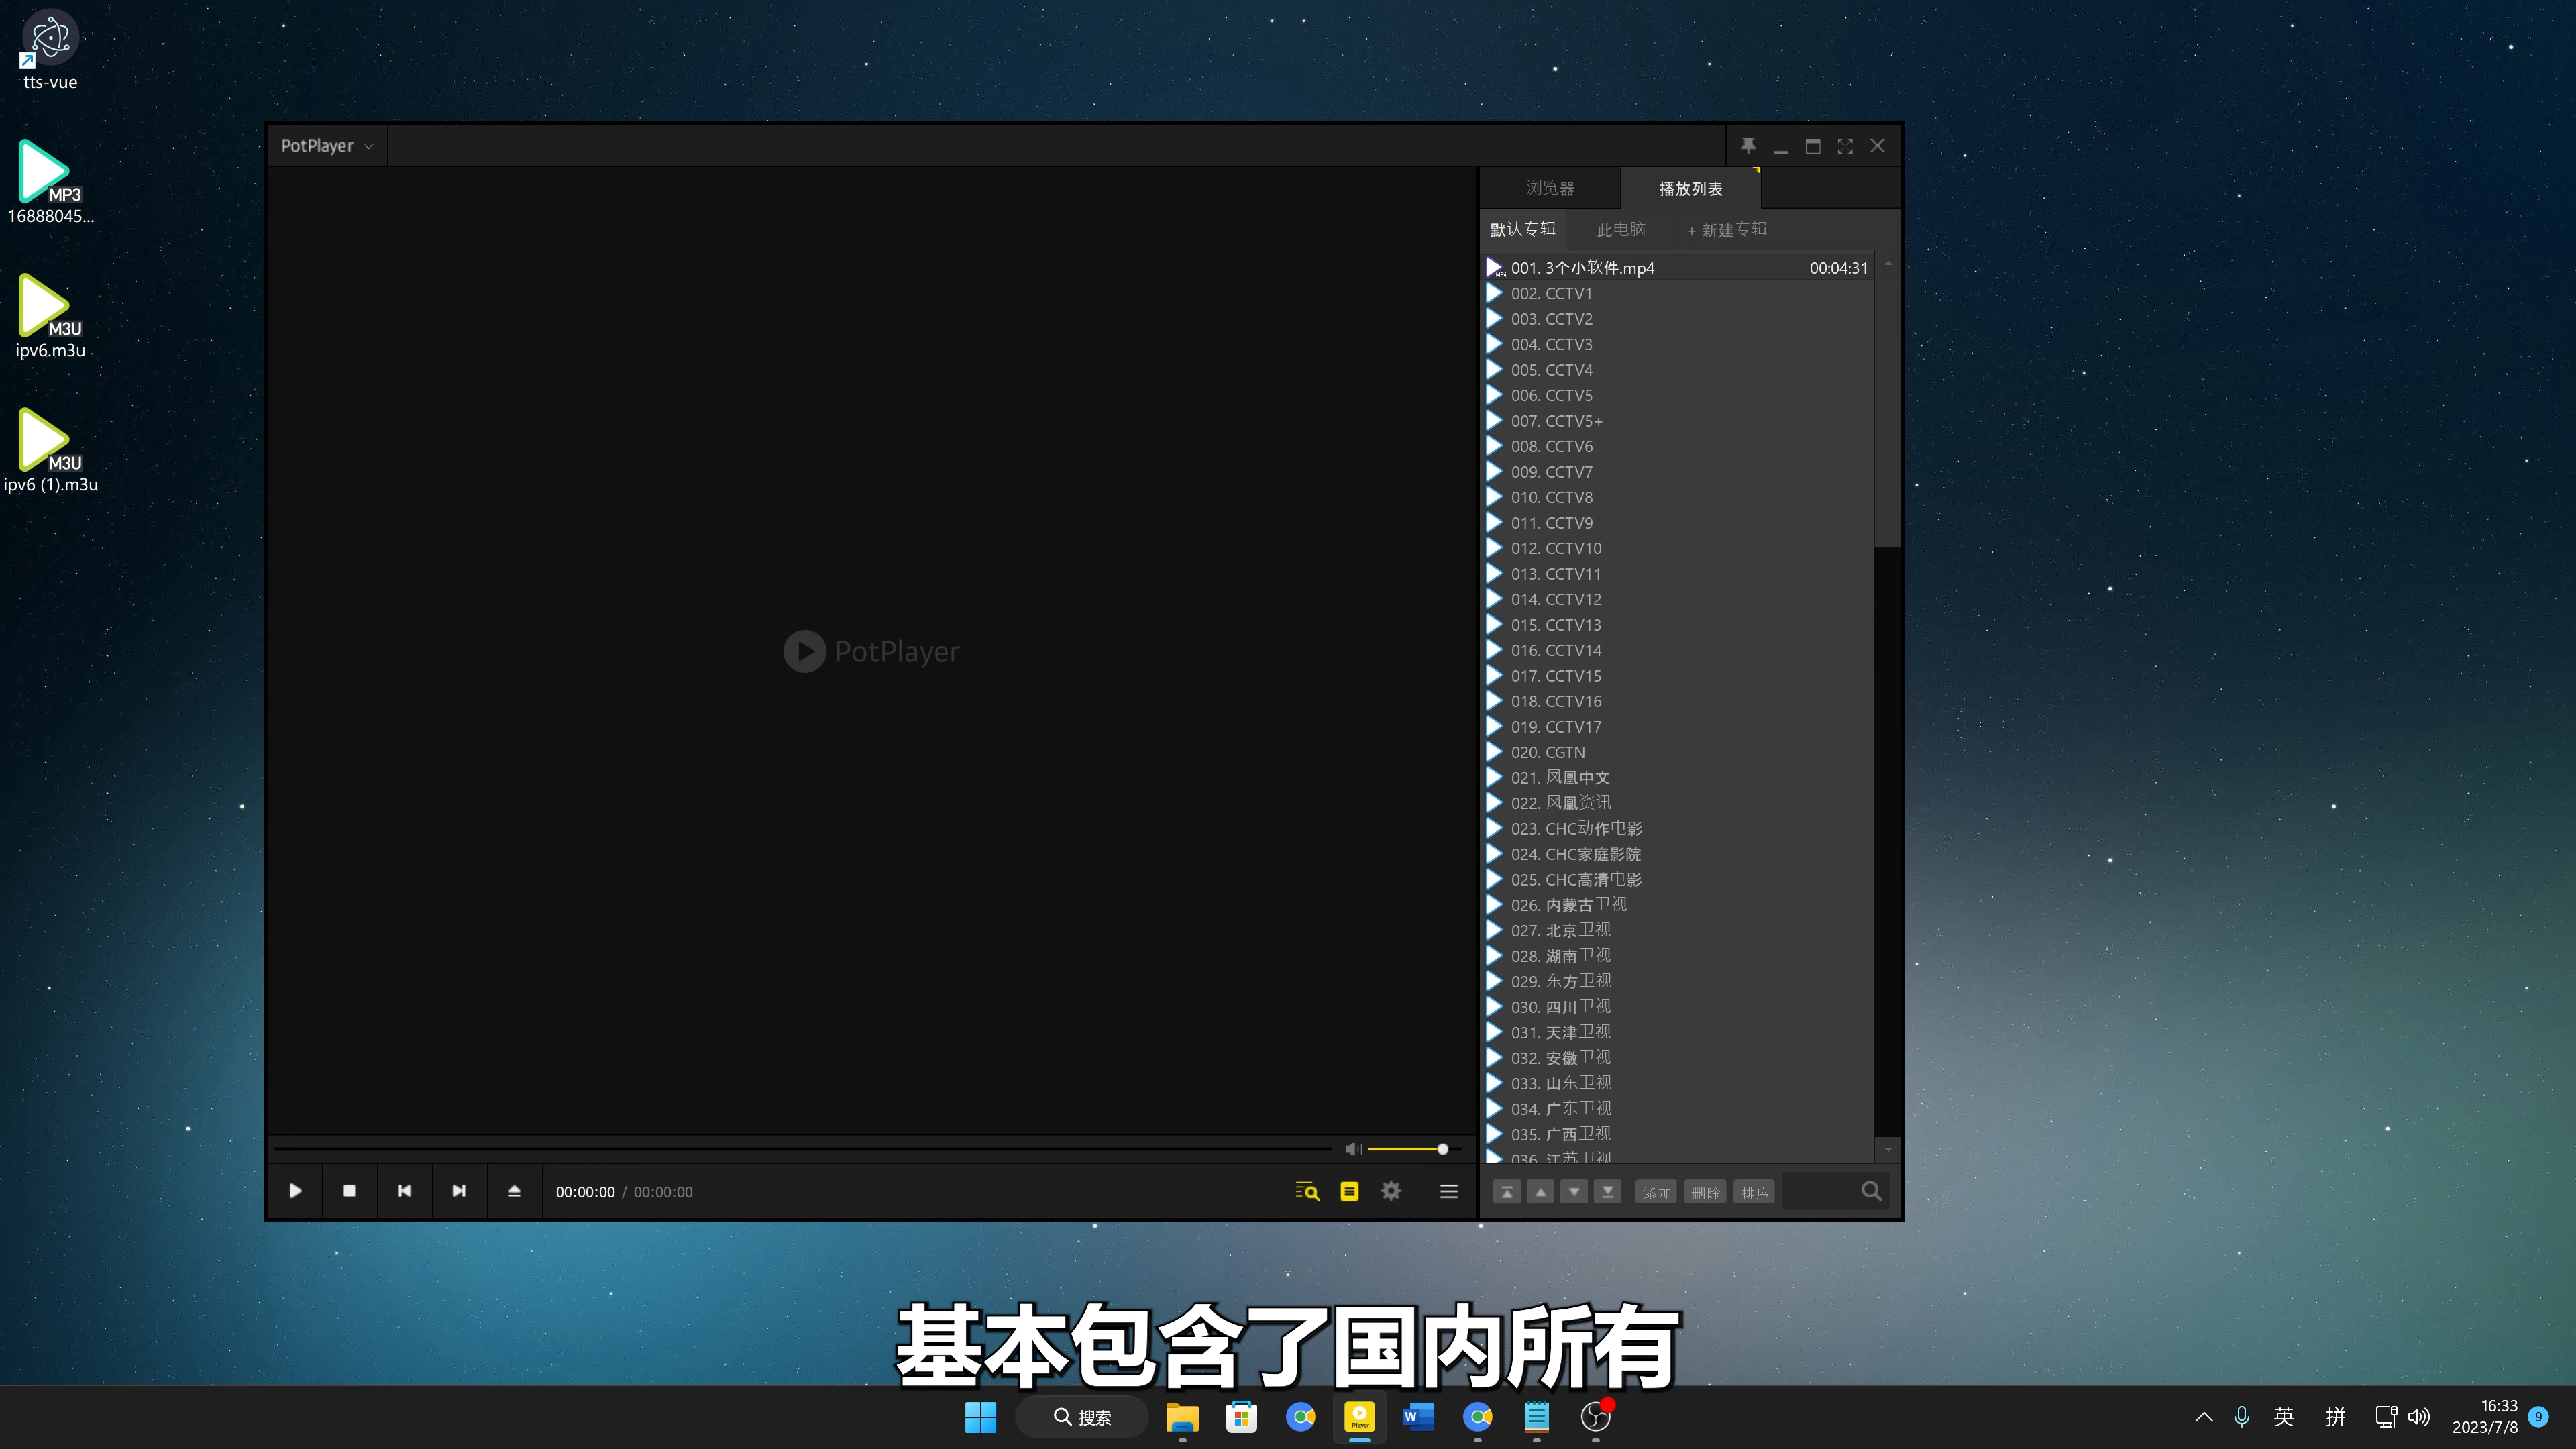 tts-vue
MP3
16888045...
M3U
ipv6.m3u
M3U
ipv6 (1).m3u
PotPlayer
浏览器
播放列表
默认专辑
此电脑
+ 新建专辑
001. 3个小软件.mp4 00:04:31
002. CCTV1
003. CCTV2
004. CCTV3
005. CCTV4
006. CCTV5
007. CCTV5+
008. CCTV6
009. CCTV7
010. CCTV8
011. CCTV9
012. CCTV10
013. CCTV11
014. CCTV12
015. CCTV13
016. CCTV14
017. CCTV15
018. CCTV16
019. CCTV17
020. CGTN
021. 凤凰中文
022. 凤凰资讯
023. CHC动作电影
024. CHC家庭影院
025. CHC高清电影
026. 内蒙古卫视
027. 北京卫视
028. 湖南卫视
029. 东方卫视
030. 四川卫视
031. 天津卫视
032. 安徽卫视
033. 山东卫视
034. 广东卫视
035. 广西卫视
036. 江苏卫视
PotPlayer
00:00:00 / 00:00:00
添加 删除 排序
基本包含了国内所有
搜索
英
拼
16:33
2023/7/8
9